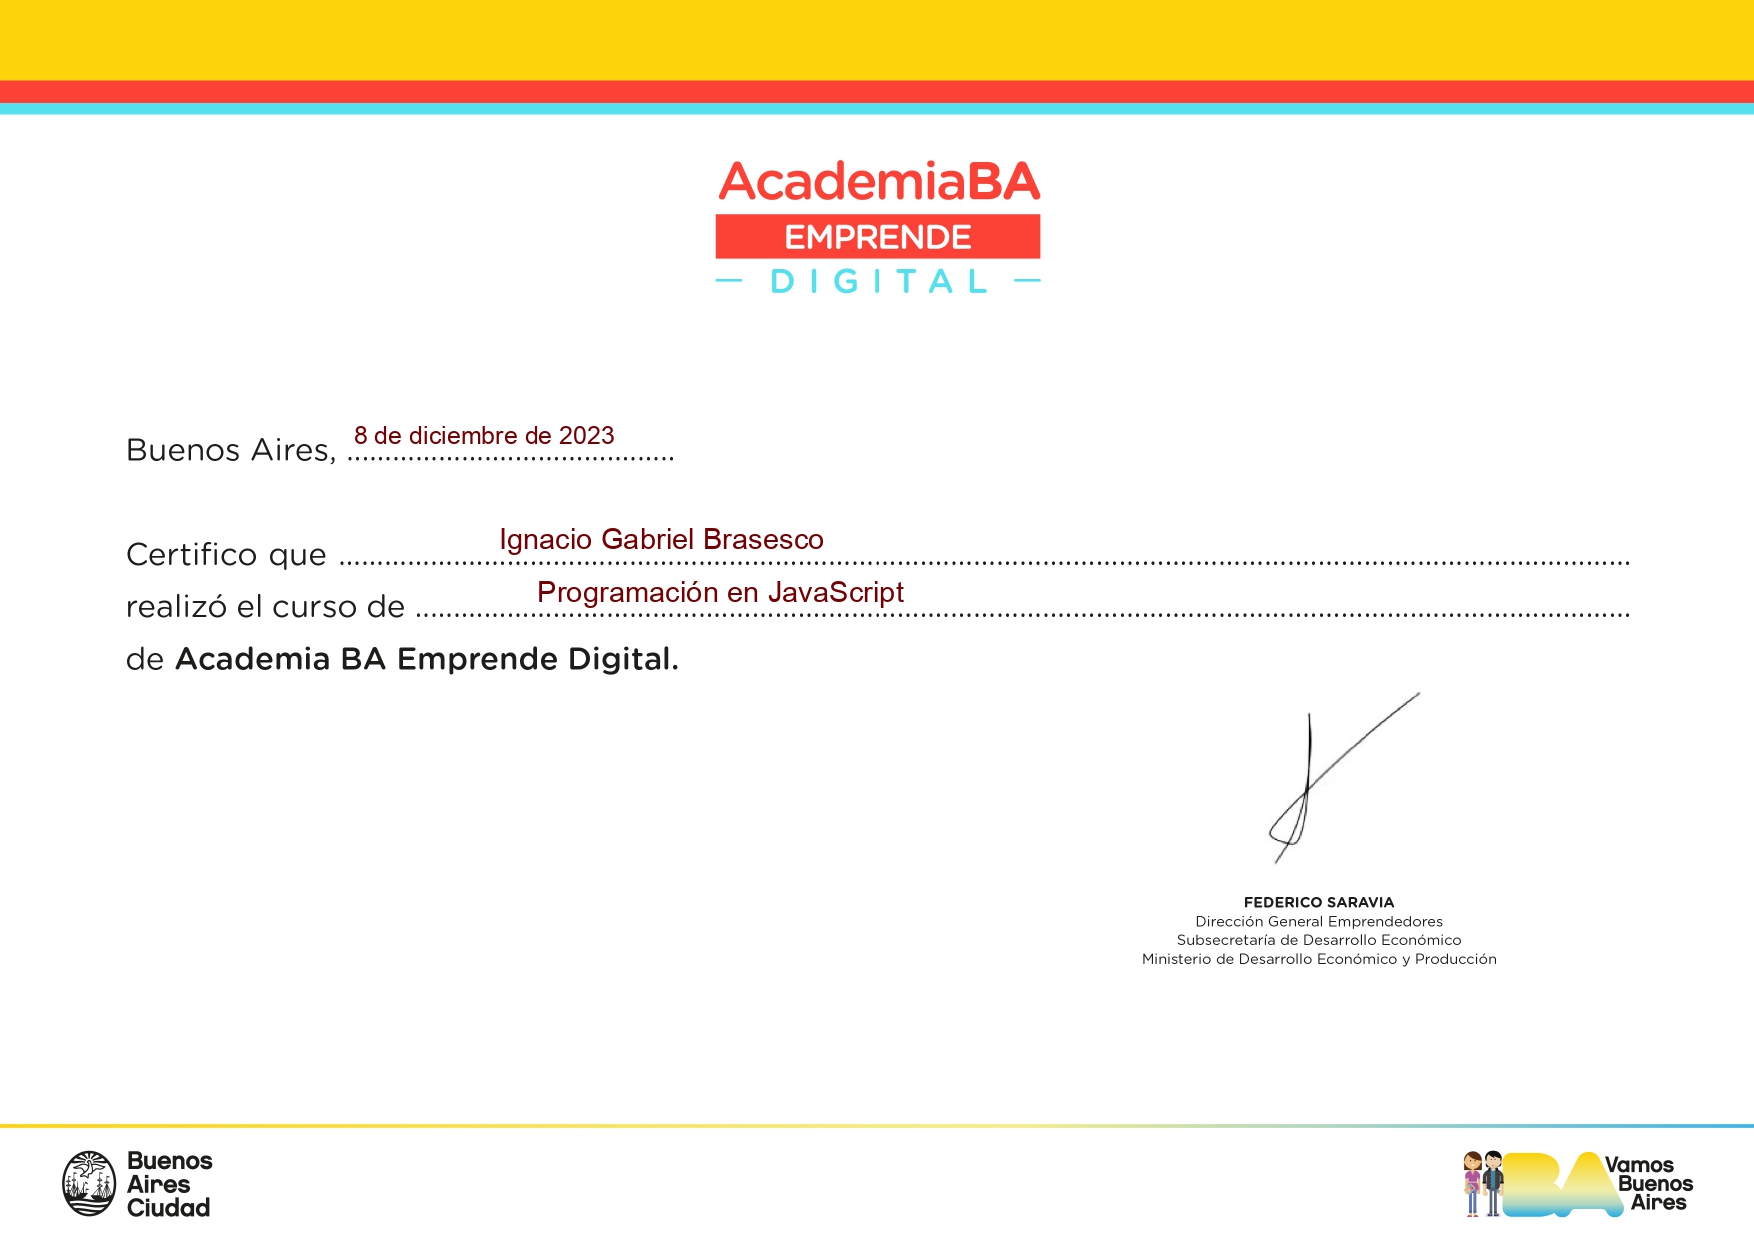 AcademiaBA
EMPRENDE
DIGITAL
Buenos Aires, 8 de diciembre de 2023
Certifico que Ignacio Gabriel Brasesco
realizó el curso de Programación en JavaScript
de Academia BA Emprende Digital.
FEDERICO SARAVIA
Dirección General Emprendedores
Subsecretaría de Desarrollo Económico
Ministerio de Desarrollo Económico y Producción
Buenos
Aires
Ciudad
BA
Vamos
Buenos
Aires